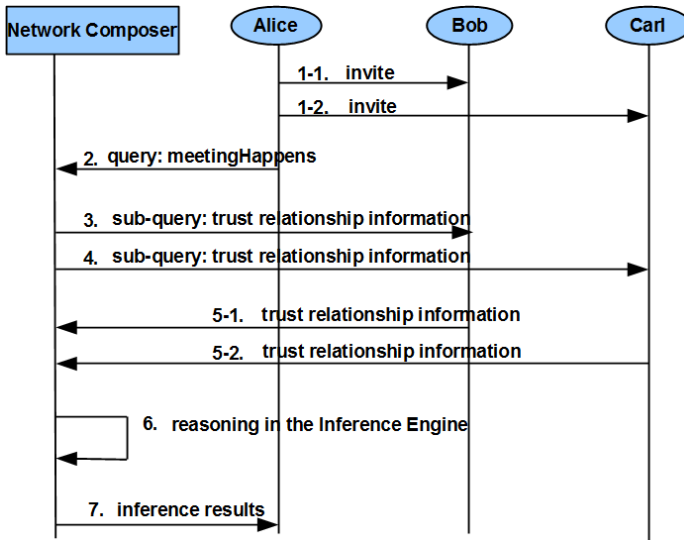 Network Composer
Alice
Bob
Carl
1-1. invite
1-2. invite
2. query: meetingHappens
3. sub-query: trust relationship information
4. sub-query: trust relationship information
5-1. trust relationship information
5-2. trust relationship information
6. reasoning in the Inference Engine
7. inference results